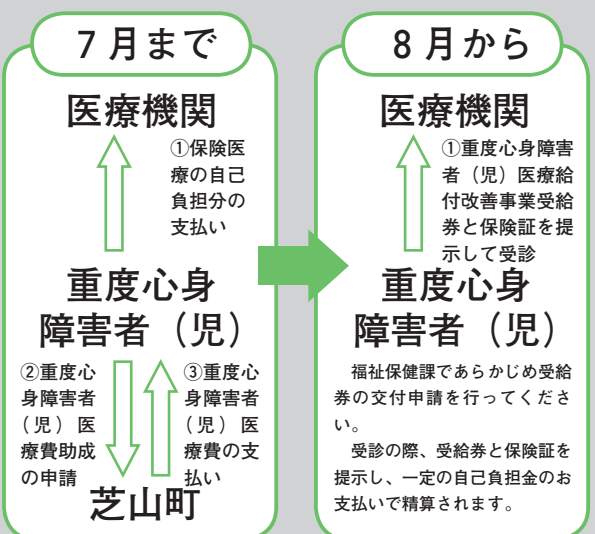 7月まで
医療機関
①保険医
療の自己
負担分の
支払い
重度心身
障害者（児）
②重度心
身障害者
（児）医
療費助成
の申請
③重度心
身障害者
（児）医
療費の支
払い
芝山町
8月から
医療機関
①重度心身障害
者（児）医療給
付改善事業受給
券と保険証を提
示して受診
重度心身
障害者（児）
福祉保健課であらかじめ受給
券の交付申請を行ってくださ
い。
受診の際、受給券と保険証を
提示し、一定の自己負担金のお
支払いで精算されます。